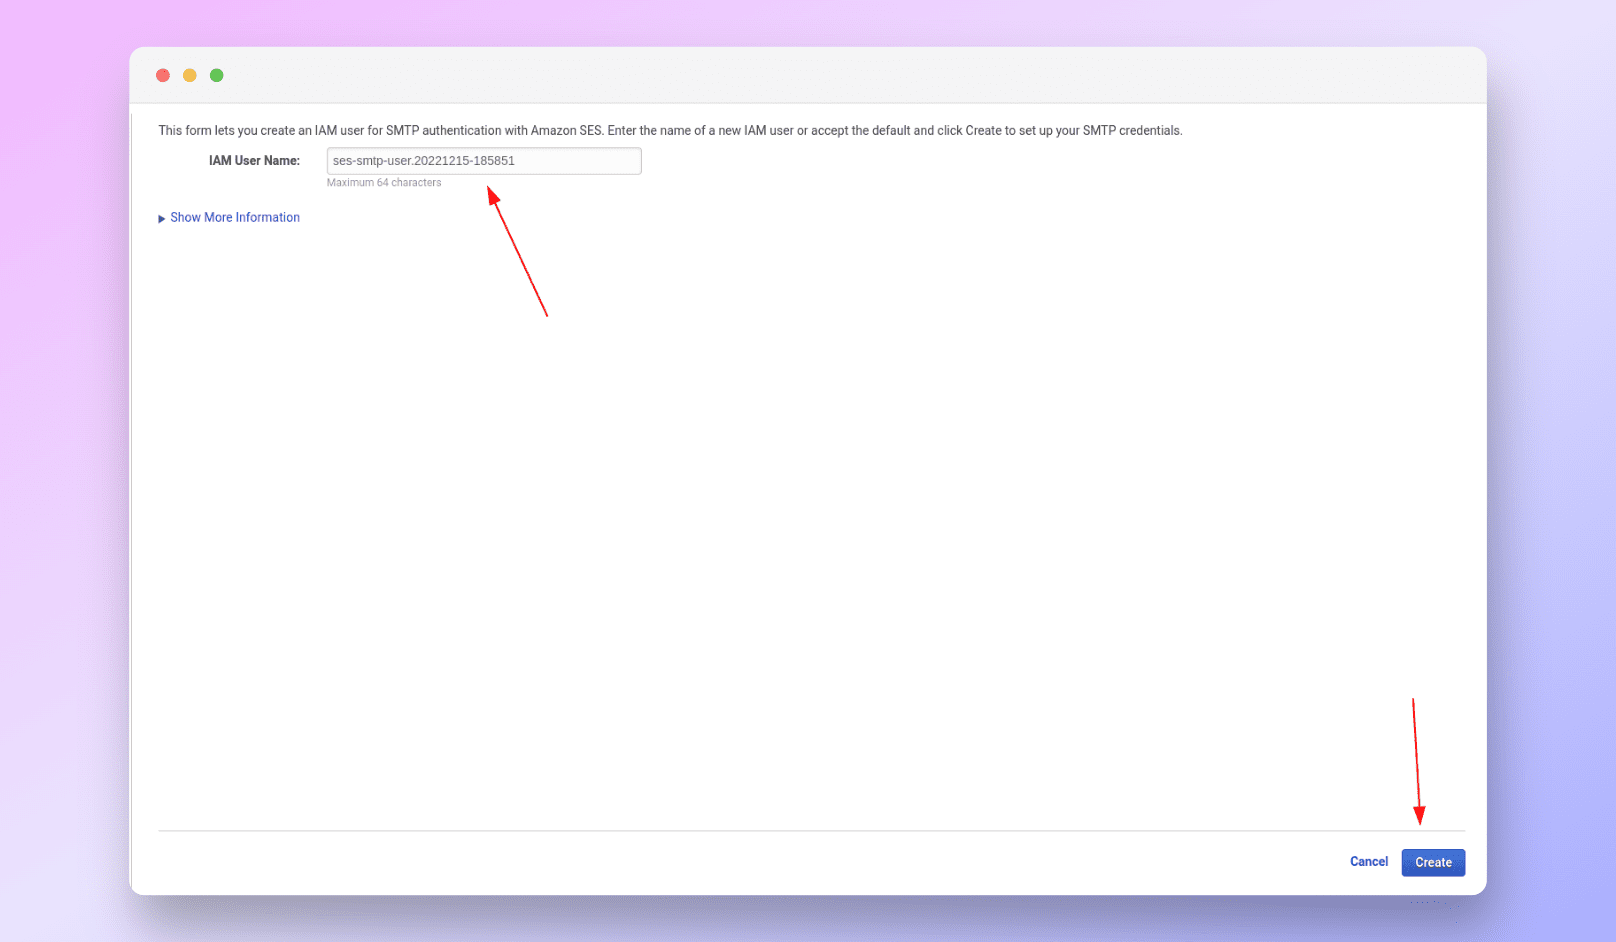 This form lets you create an IAM user for SMTP authentication with Amazon SES. Enter the name of a new IAM user or accept the default and click Create to set up your SMTP credentials.
IAM User Name: ses-smtp-user.20221215-185851
Maximum 64 characters
Show More Information
Cancel Create